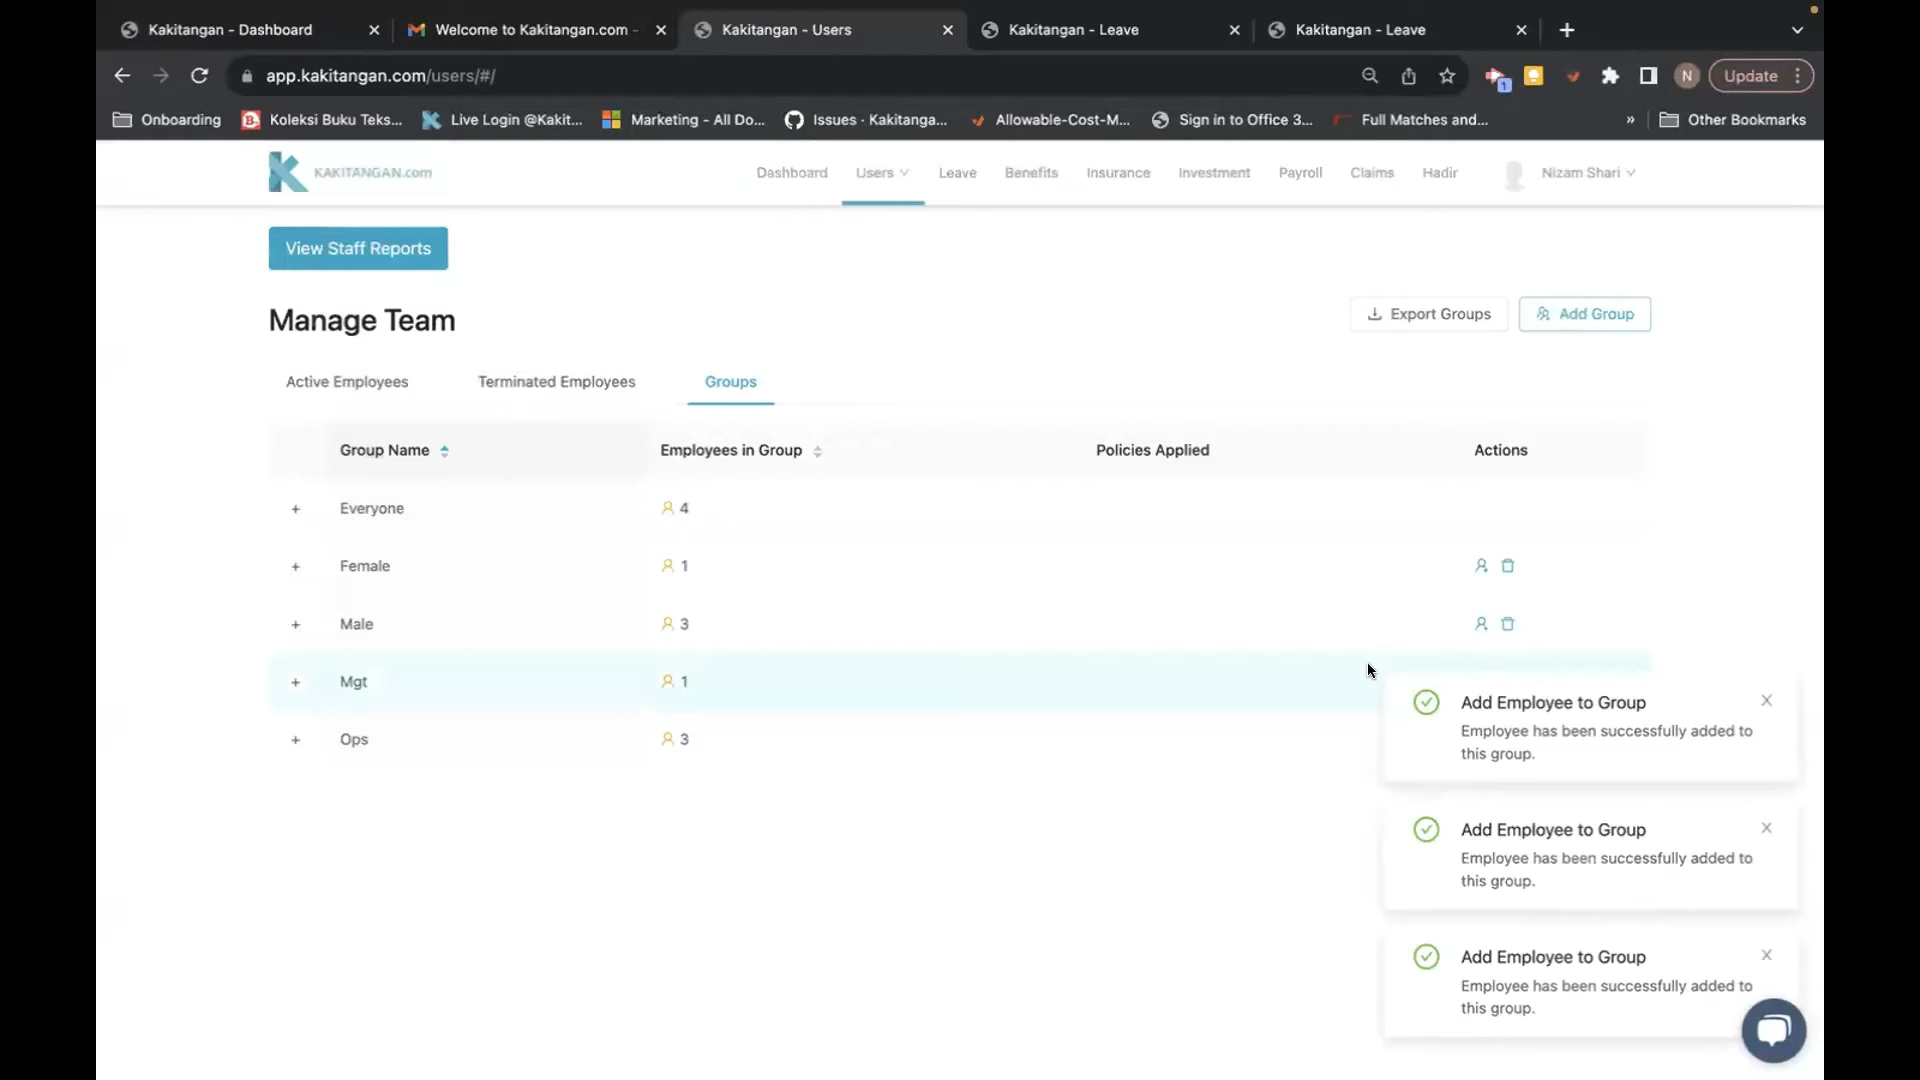 Kakitangan - Dashboard
Welcome to Kakitangan.com -
Kakitangan - Users
Kakitangan - Leave
Kakitangan - Leave
app.kakitangan.com/users/#/
1
N
Update
Onboarding
Koleksi Buku Teks...
Live Login @Kakit...
Marketing - All Do...
Issues · Kakitanga...
Allowable-Cost-M...
Sign in to Office 3...
Full Matches and...
»
Other Bookmarks
KAKITANGAN.com
Dashboard
Users
Leave
Benefits
Insurance
Investment
Payroll
Claims
Hadir
Nizam Shari
View Staff Reports
Manage Team
Export Groups
Add Group
Active Employees
Terminated Employees
Groups
Group Name
Employees in Group
Policies Applied
Actions
+ Everyone 4
+ Female 1
+ Male 3
+ Mgt 1
+ Ops 3
Add Employee to Group
Employee has been successfully added to
this group.
Add Employee to Group
Employee has been successfully added to
this group.
Add Employee to Group
Employee has been successfully added to
this group.